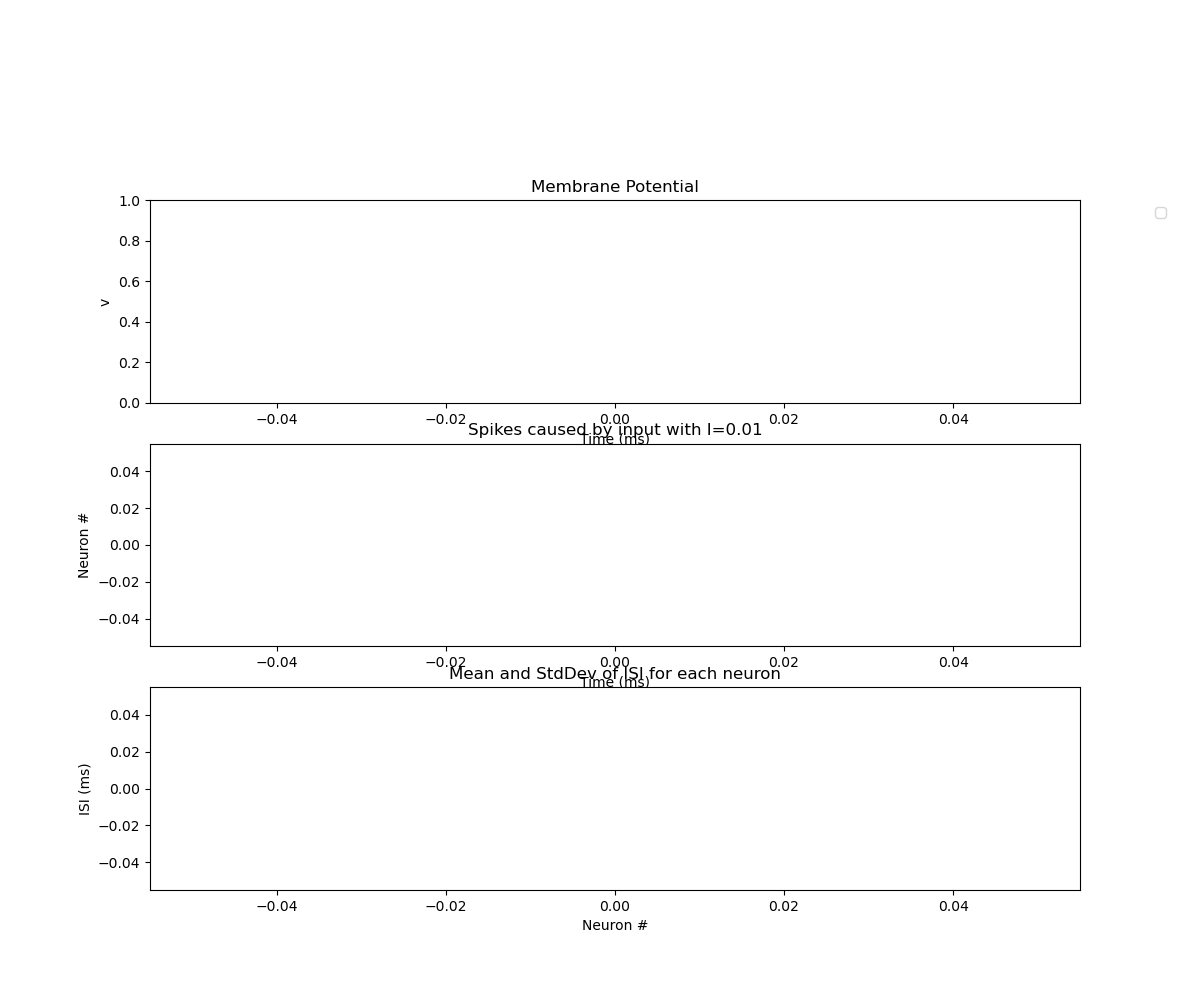 Membrane Potential
1.0
0.8
0.6
0.4
0.2
0.0
v
−0.04 −0.02 0.00 0.02 0.04
Time (ms)
Spikes caused by input with I=0.01
0.04
0.02
0.00
−0.02
−0.04
Neuron #
−0.04 −0.02 0.00 0.02 0.04
Time (ms)
Mean and StdDev of ISI for each neuron
0.04
0.02
0.00
−0.02
−0.04
ISI (ms)
−0.04 −0.02 0.00 0.02 0.04
Neuron #